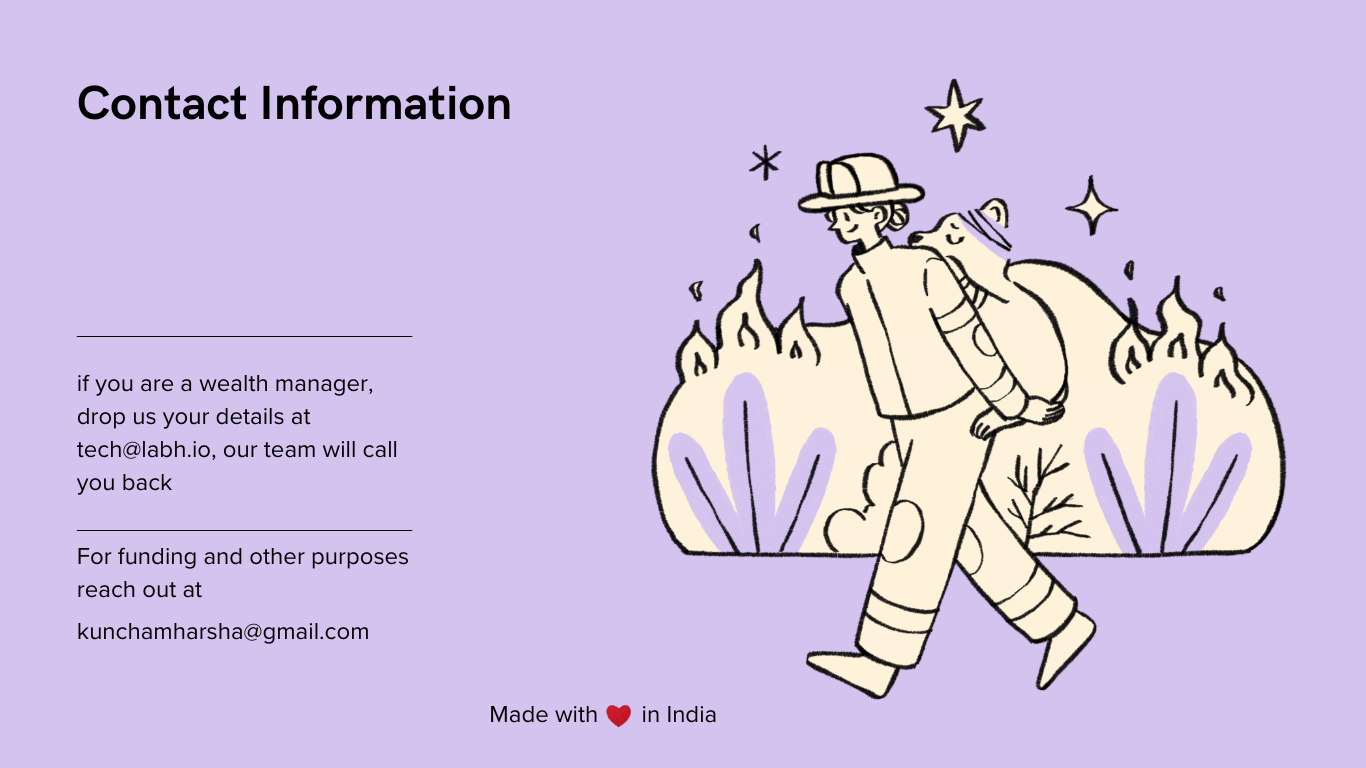 Contact Information
if you are a wealth manager,
drop us your details at
tech@labh.io, our team will call
you back
For funding and other purposes
reach out at
kunchamharsha@gmail.com
Made with ❤️ in India